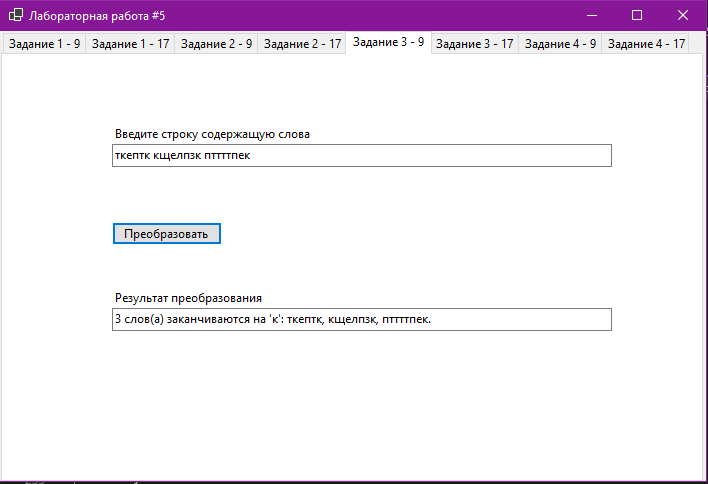 Лабораторная работа #5
Задание 1 - 9 Задание 1 - 17 Задание 2 - 9 Задание 2 - 17 Задание 3 - 9 Задание 3 - 17 Задание 4 - 9 Задание 4 - 17
Введите строку содержащую слова
ткептк кщелпзк пттттпек
Преобразовать
Результат преобразования
3 слов(а) заканчиваются на 'к': ткептк, кщелпзк, пттттпек.